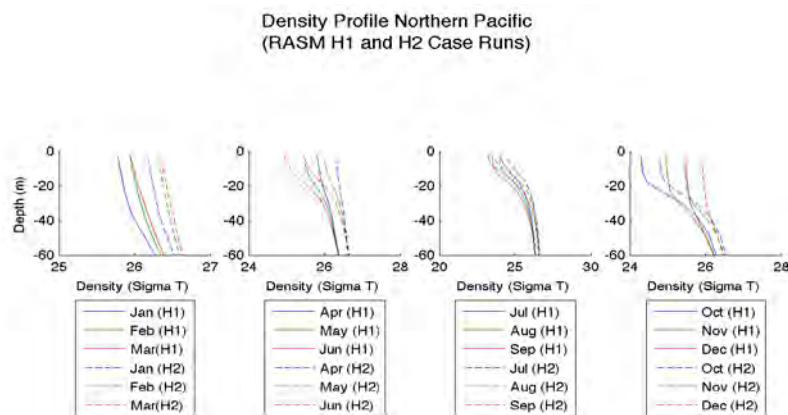 Density Profile Northern Pacific
(RASM H1 and H2 Case Runs)
Depth (m)
0
-20
-40
-60
25
26
27
Density (Sigma T)
Jan (H1)
Feb (H1)
Mar(H1)
Jan (H2)
Feb (H2)
Mar(H2)
0
-20
-40
-60
24
26
28
Density (Sigma T)
Apr (H1)
May (H1)
Jun (H1)
Apr (H2)
May (H2)
Jun (H2)
0
-20
-40
-60
20
25
30
Density (Sigma T)
Jul (H1)
Aug (H1)
Sep (H1)
Jul (H2)
Aug (H2)
Sep (H2)
0
-20
-40
-60
24
26
28
Density (Sigma T)
Oct (H1)
Nov (H1)
Dec (H1)
Oct (H2)
Nov (H2)
Dec (H2)